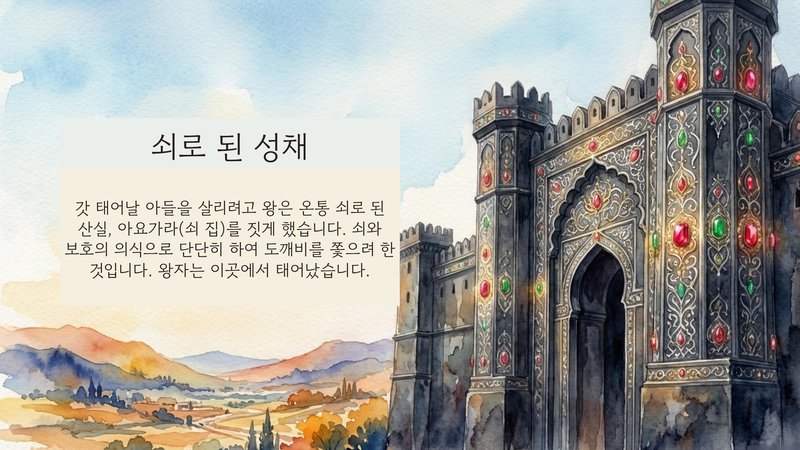 쇠로 된 성채
갓 태어날 아들을 살리려고 왕은 온통 쇠로 된
산실, 아요가라(쇠 집)를 짓게 했습니다. 쇠와
보호의 의식으로 단단히 하여 도깨비를 쫓으려 한
것입니다. 왕자는 이곳에서 태어났습니다.